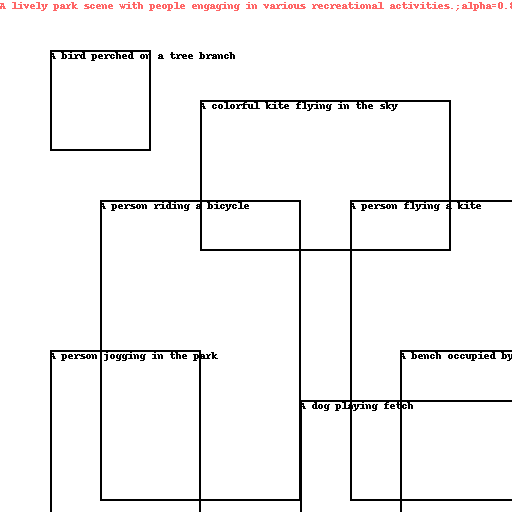 A lively park scene with people engaging in various recreational activities.;alpha=0.8
A bird perched on a tree branch
A colorful kite flying in the sky
A person riding a bicycle
A person flying a kite
A person jogging in the park
A bench occupied by
A dog playing fetch